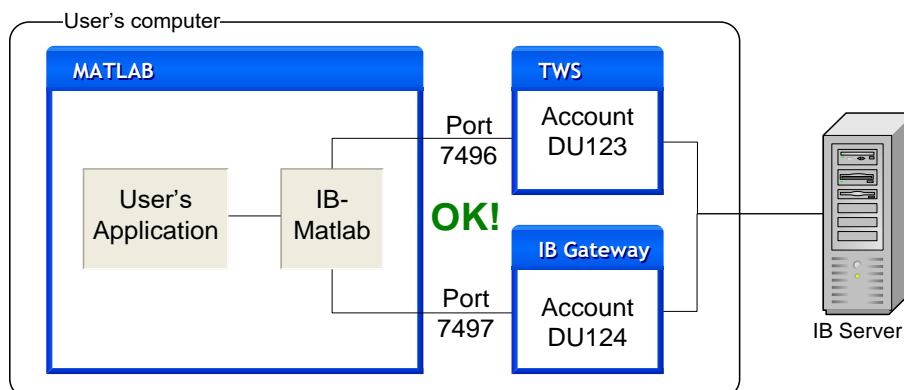 User's computer
MATLAB
User's
Application
IB-
Matlab
Port
7496
OK!
Port
7497
TWS
Account
DU123
IB Gateway
Account
DU124
IB Server